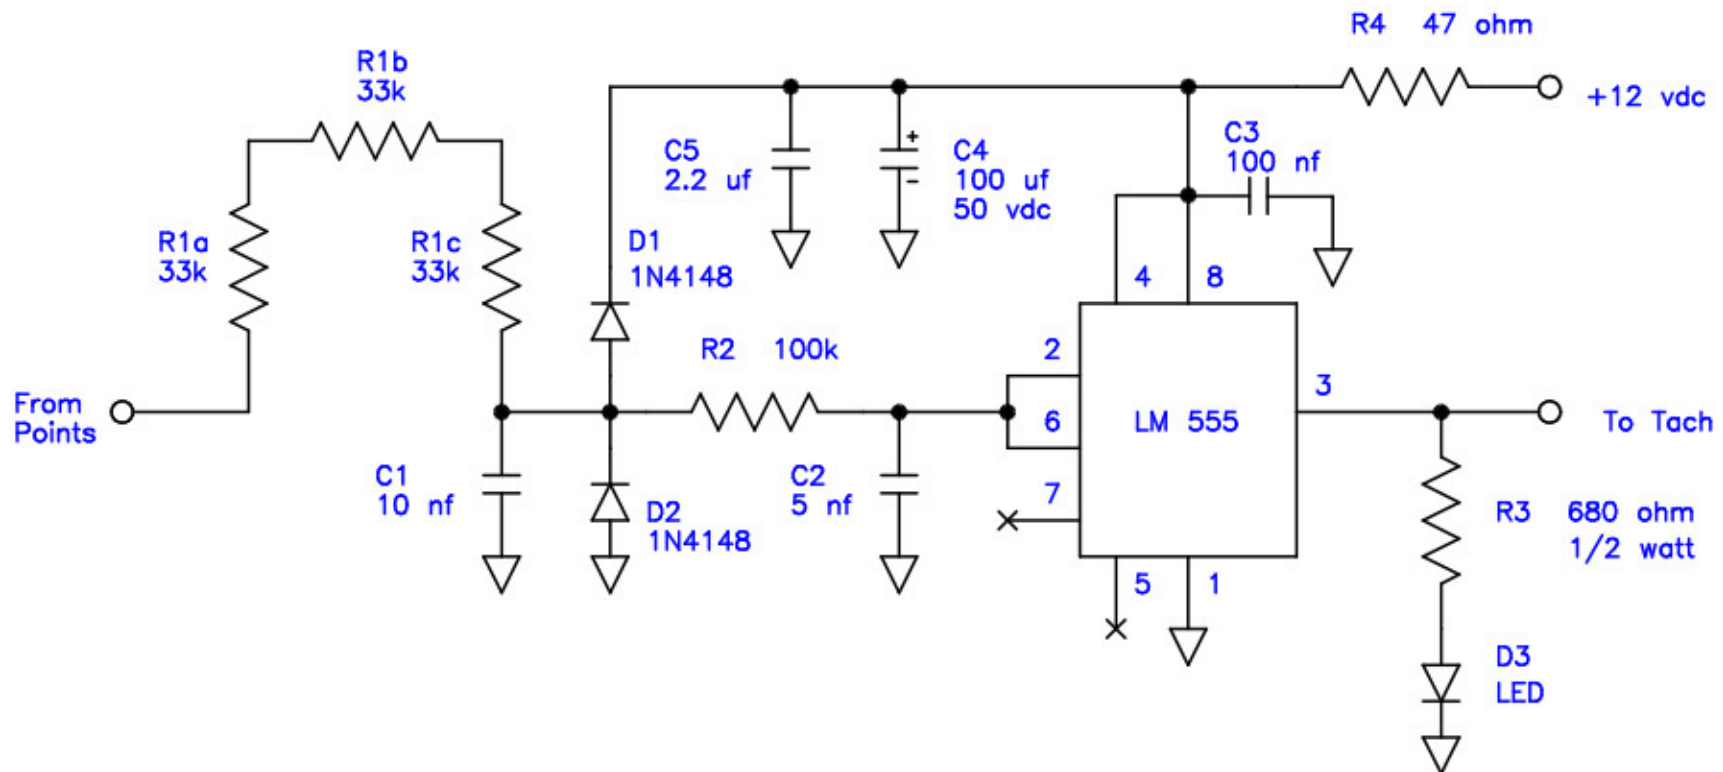 R4 47 ohm
+12 vdc
R1b
33k
C3
100 nf
C5
2.2 uf
+
-
C4
100 uf
50 vdc
R1a
33k
R1c
33k
D1
1N4148
4
8
R2 100k
2
3
From
Points
6
LM 555
To Tach
C1
10 nf
C2
5 nf
7
D2
1N4148
R3 680 ohm
1/2 watt
5
1
D3
LED